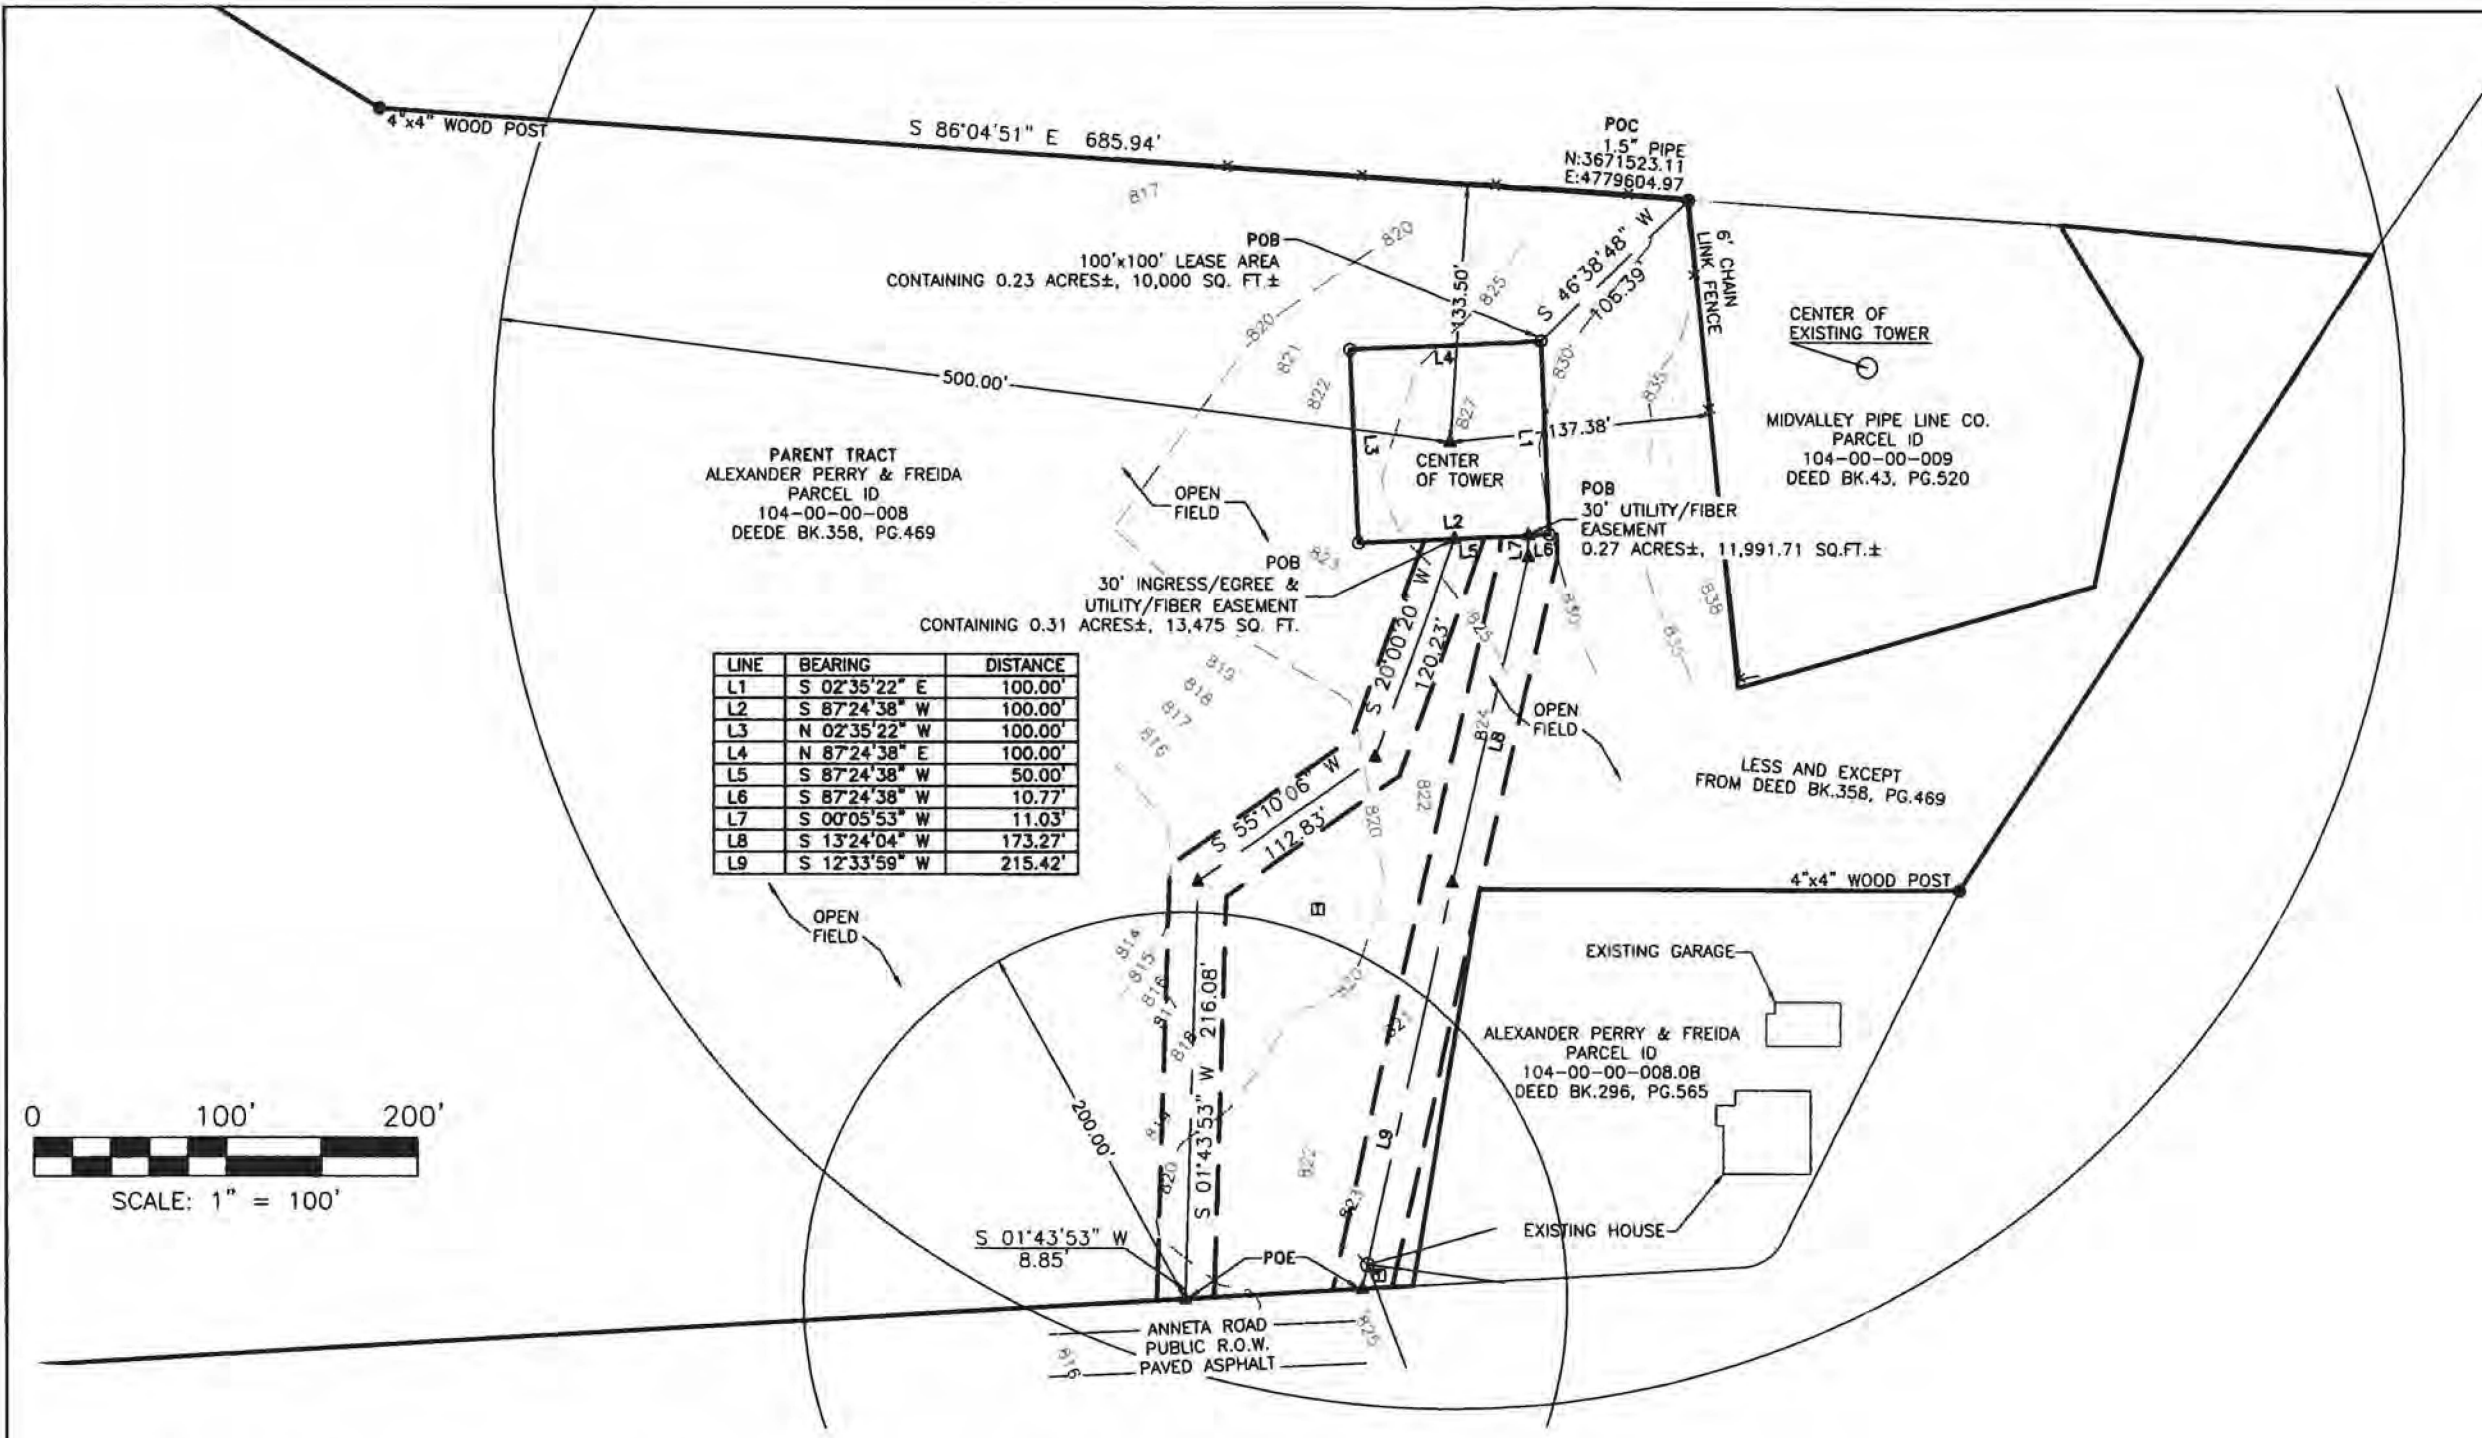 4"x4" WOOD POST
S 86°04'51" E 685.94'
POC
1.5" PIPE
N:3671523.11
E:4779604.97
817
820
POB
100'x100' LEASE AREA
CONTAINING 0.23 ACRES±, 10,000 SQ. FT.±
133.50'
825
S 46°38'48" W
106.39'
6' CHAIN
LINK FENCE
CENTER OF
EXISTING TOWER
820
821
822
L4
830
835
500.00'
827
137.38'
L1
L3
CENTER
OF TOWER
MIDVALLEY PIPE LINE CO.
PARCEL ID
104-00-00-009
DEED BK.43, PG.520
PARENT TRACT
ALEXANDER PERRY & FREIDA
PARCEL ID
104-00-00-008
DEEDE BK.358, PG.469
OPEN
FIELD
POB
30' UTILITY/FIBER
EASEMENT
0.27 ACRES±, 11,991.71 SQ.FT.±
L2
L5
L7
L6
823
POB
30' INGRESS/EGREE &
UTILITY/FIBER EASEMENT
CONTAINING 0.31 ACRES±, 13,475 SQ. FT.
S 20°00'20" W
120.23'
825
830
838
835
LINE BEARING DISTANCE
L1 S 02°35'22" E 100.00'
L2 S 87°24'38" W 100.00'
L3 N 02°35'22" W 100.00'
L4 N 87°24'38" E 100.00'
L5 S 87°24'38" W 50.00'
L6 S 87°24'38" W 10.77'
L7 S 00°05'53" W 11.03'
L8 S 13°24'04" W 173.27'
L9 S 12°33'59" W 215.42'
819
818
817
816
824
L8
OPEN
FIELD
LESS AND EXCEPT
FROM DEED BK.358, PG.469
S 55°10'06" W
112.83'
820
822
4"x4" WOOD POST
OPEN
FIELD
814
815
816
817
818
820
821
EXISTING GARAGE
ALEXANDER PERRY & FREIDA
PARCEL ID
104-00-00-008.0B
DEED BK.296, PG.565
S 01°43'53" W 216.08'
200.00'
819
820
822
823
L9
0 100' 200'
SCALE: 1" = 100'
S 01°43'53" W
8.85'
POE
EXISTING HOUSE
ANNETA ROAD
PUBLIC R.O.W.
PAVED ASPHALT
816
825